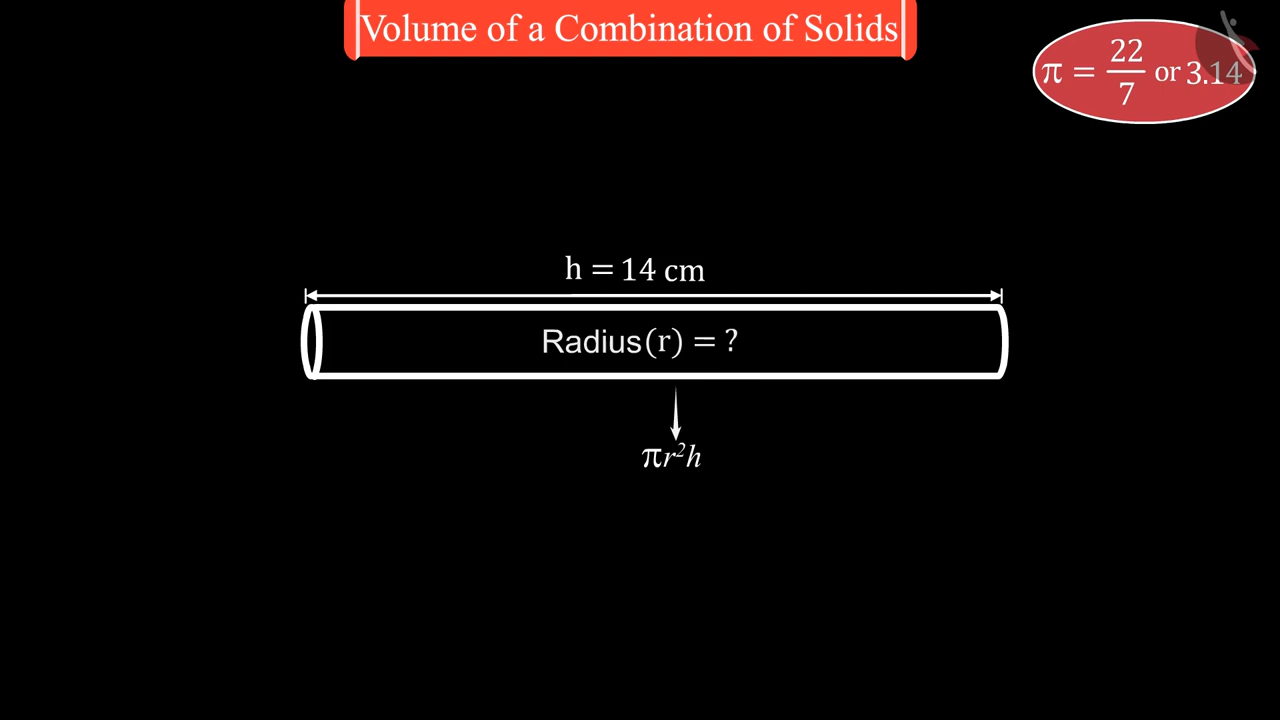 Volume of a Combination of Solids
π = 22/7 or 3.14
h = 14 cm
Radius(r) = ?
πr²h